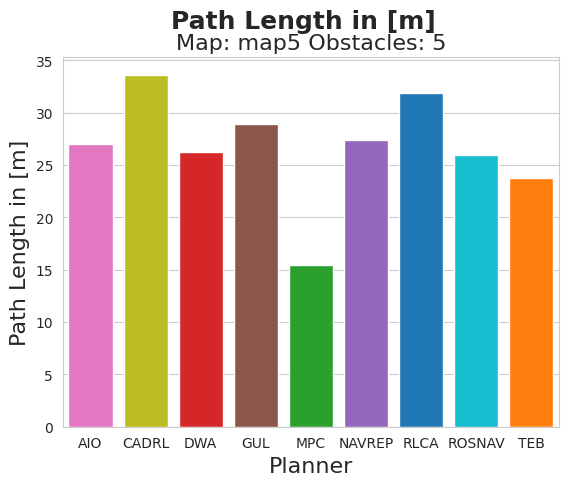 Path Length in [m]
Map: map5 Obstacles: 5
Path Length in [m]
35
30
25
20
15
10
5
0
AIO CADRL DWA GUL MPC NAVREP RLCA ROSNAV TEB
Planner